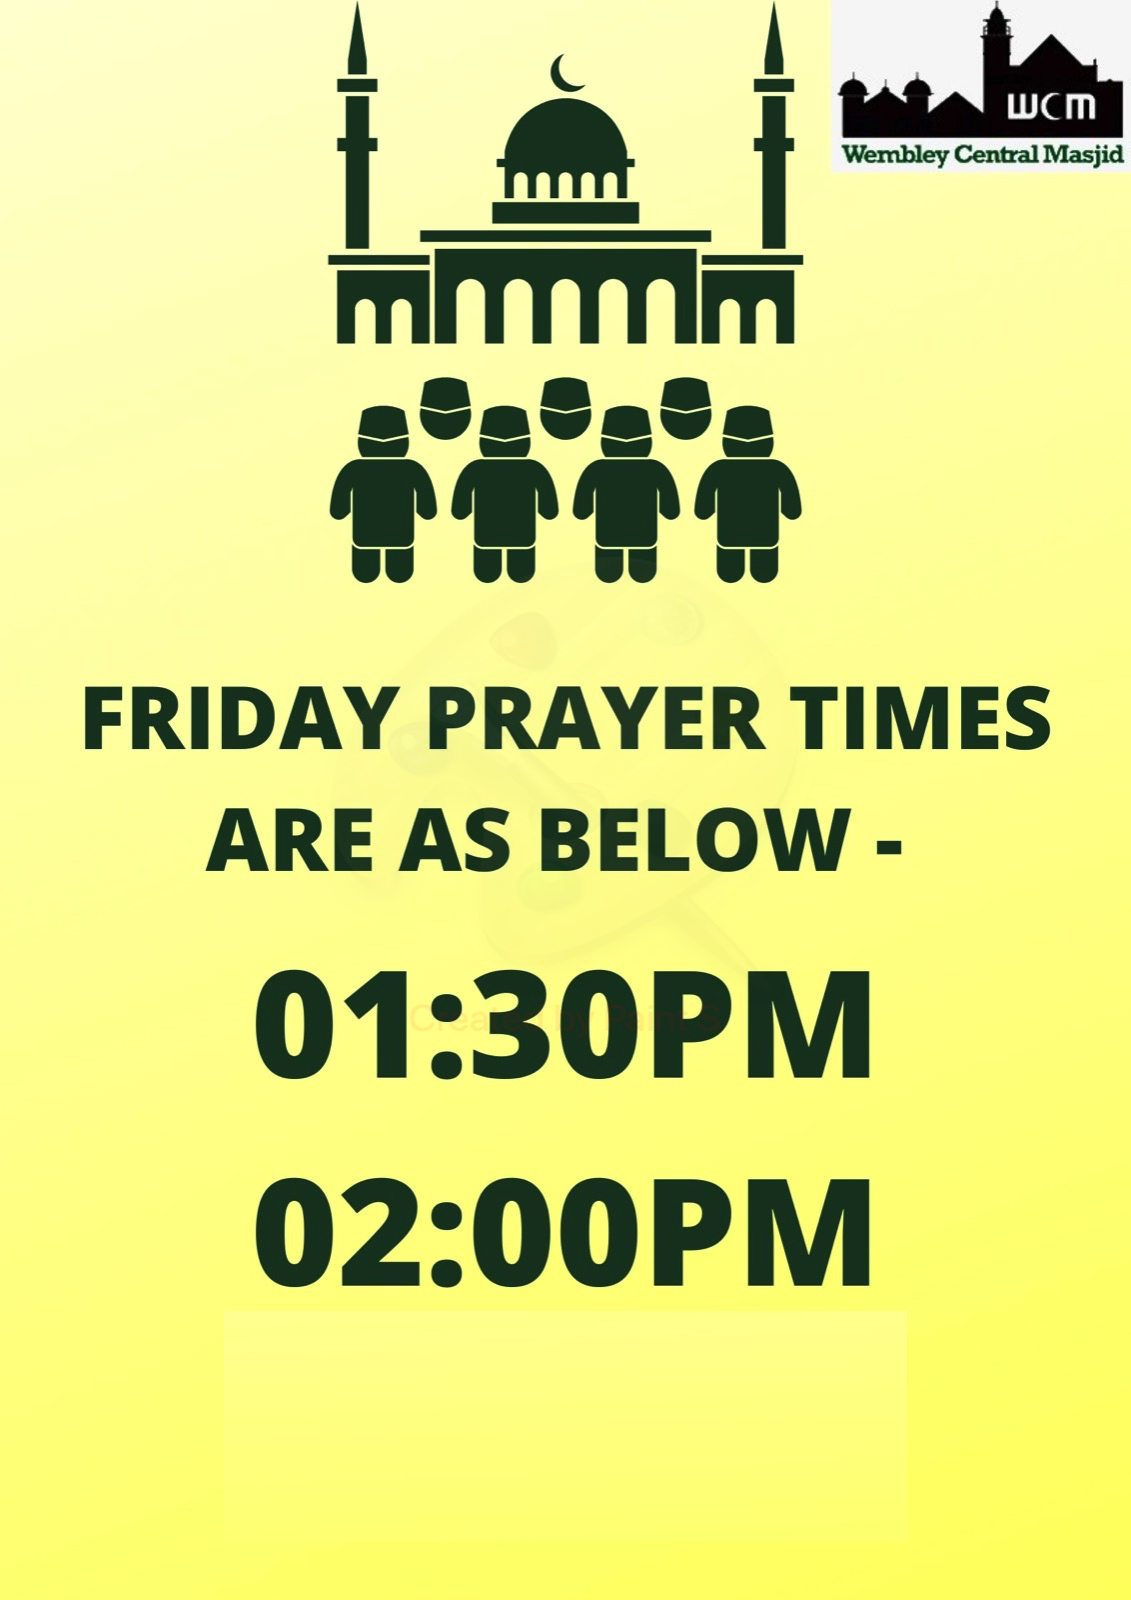 WCM
Wembley Central Masjid
FRIDAY PRAYER TIMES
ARE AS BELOW -
01:30PM
02:00PM